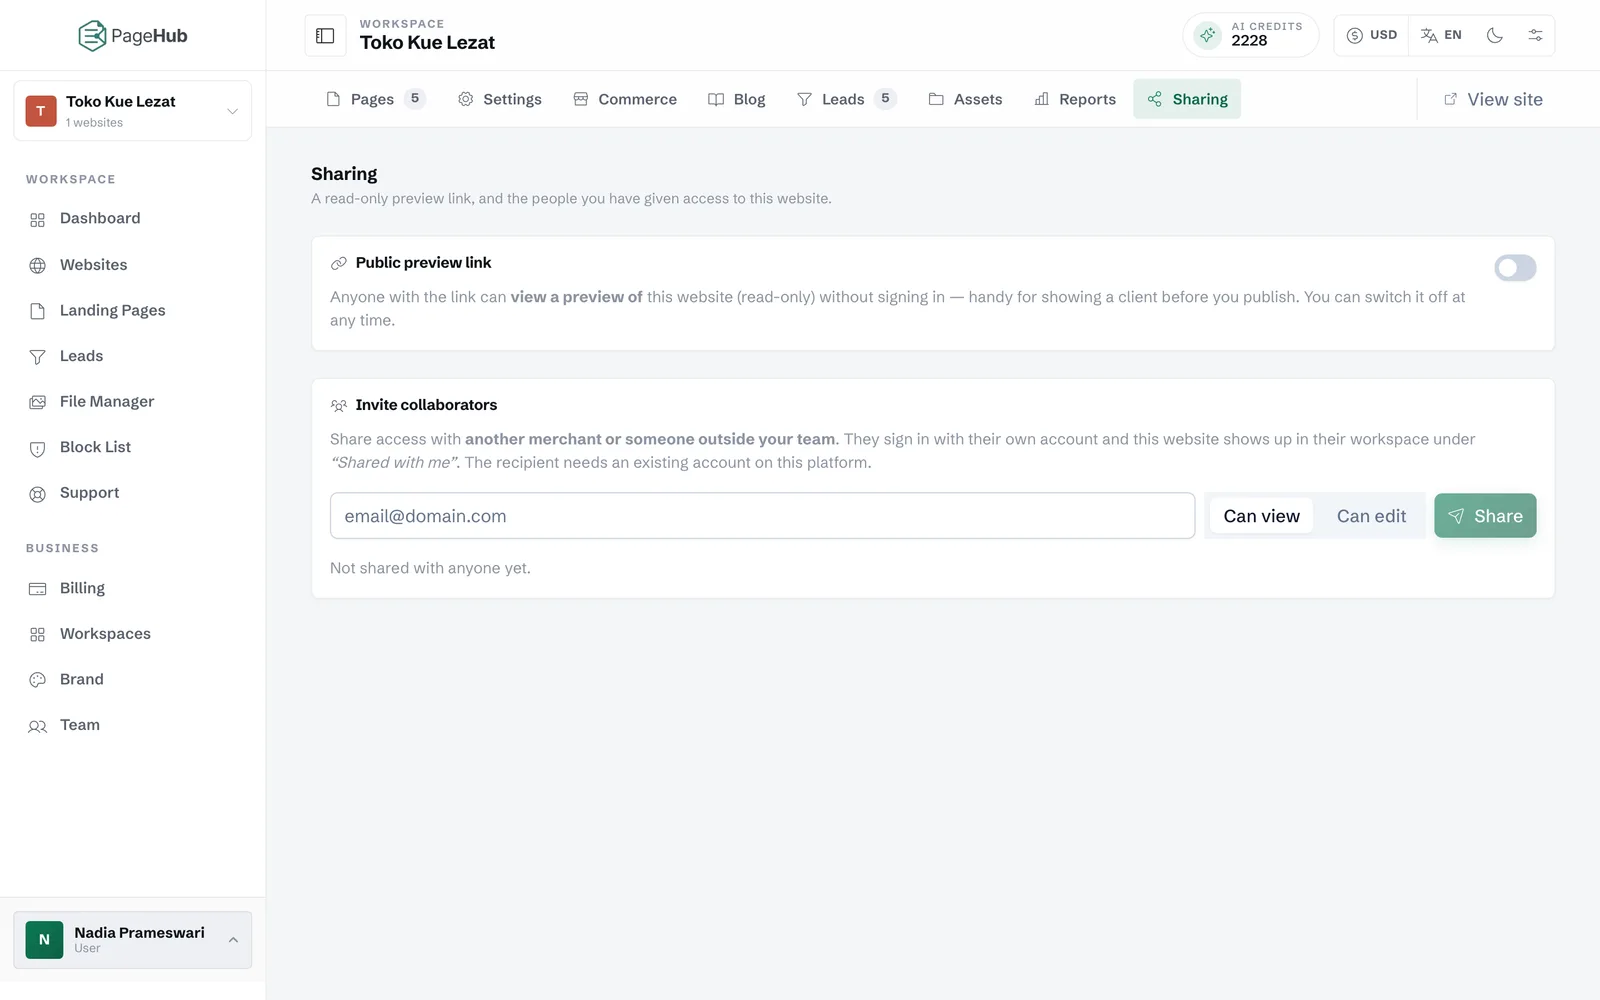 PageHub
WORKSPACE
Toko Kue Lezat
AI CREDITS
2228
USD
EN
T
Toko Kue Lezat
1 websites
Pages 5
Settings
Commerce
Blog
Leads 5
Assets
Reports
Sharing
View site
WORKSPACE
Dashboard
Websites
Landing Pages
Leads
File Manager
Block List
Support
BUSINESS
Billing
Workspaces
Brand
Team
N
Nadia Prameswari
User
Sharing
A read-only preview link, and the people you have given access to this website.
Public preview link
Anyone with the link can view a preview of this website (read-only) without signing in — handy for showing a client before you publish. You can switch it off at
any time.
Invite collaborators
Share access with another merchant or someone outside your team. They sign in with their own account and this website shows up in their workspace under
“Shared with me”. The recipient needs an existing account on this platform.
email@domain.com
Can view
Can edit
Share
Not shared with anyone yet.